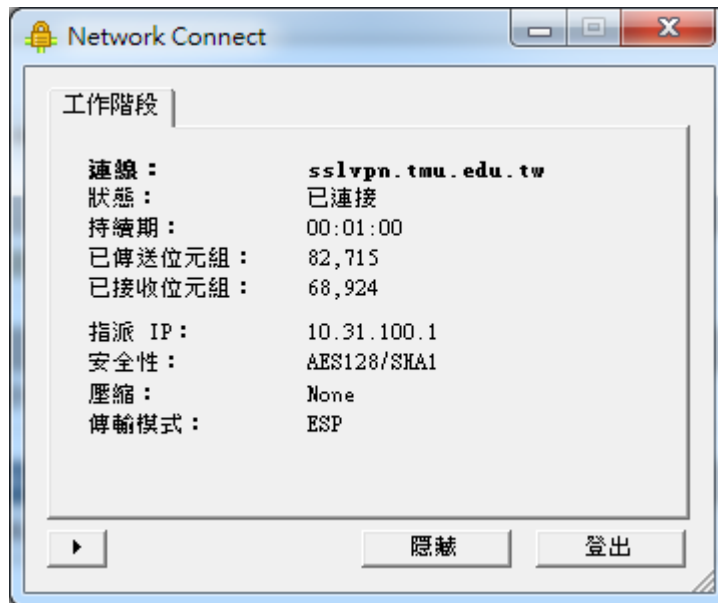 Network Connect
工作階段
連線： sslvpn.tmu.edu.tw
狀態： 已連接
持續期： 00:01:00
已傳送位元組： 82,715
已接收位元組： 68,924
指派 IP： 10.31.100.1
安全性： AES128/SHA1
壓縮： None
傳輸模式： ESP
隱藏 登出